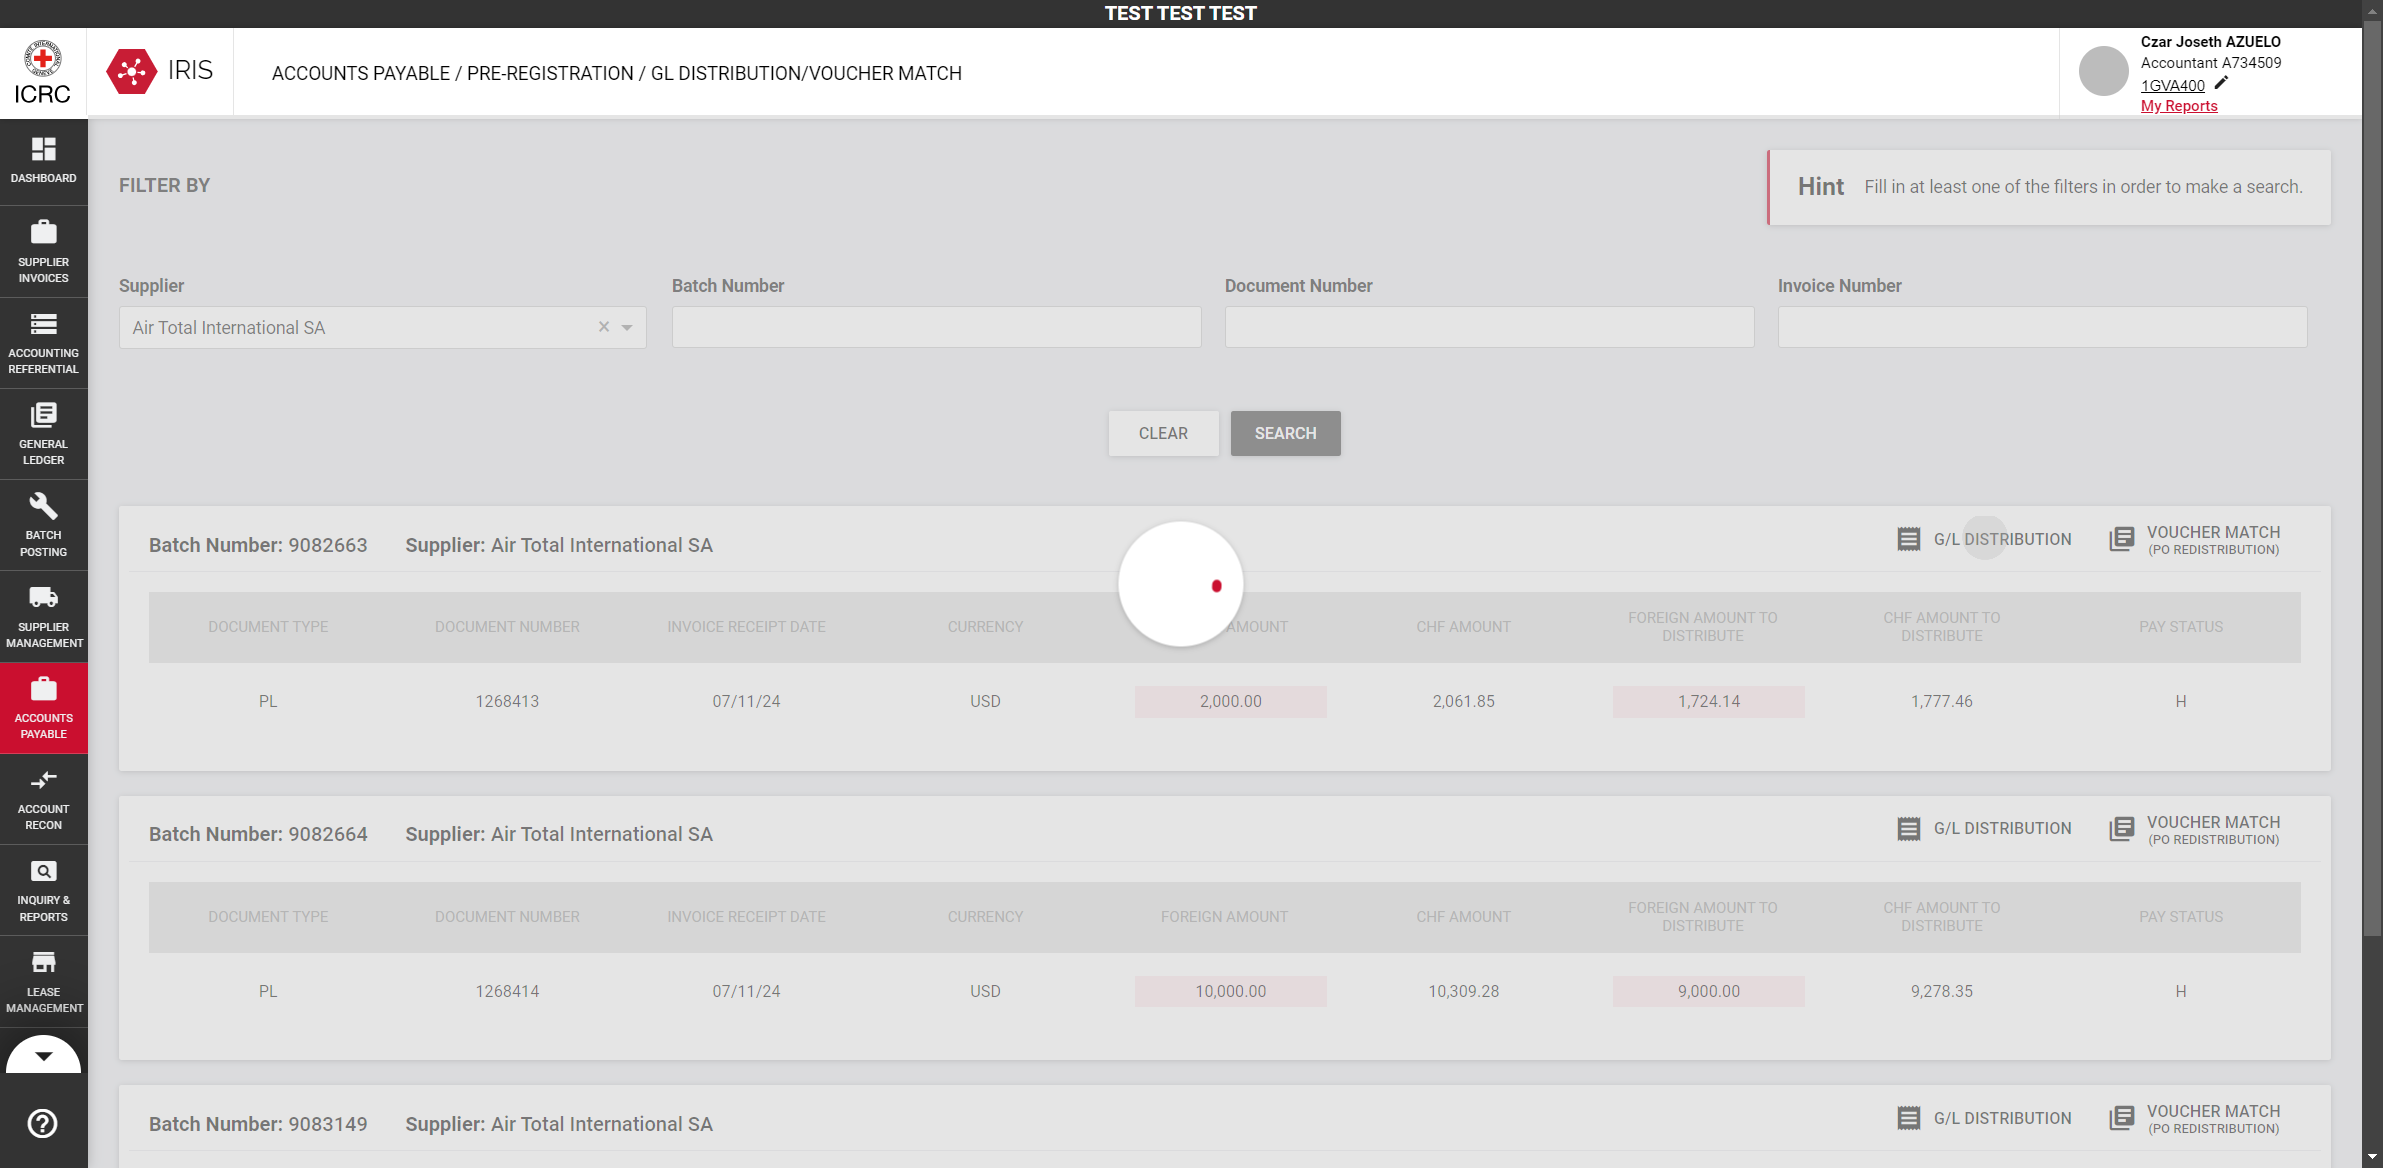 TEST TEST TEST
ICRC
IRIS
ACCOUNTS PAYABLE / PRE-REGISTRATION / GL DISTRIBUTION/VOUCHER MATCH
Czar Joseth AZUELO
Accountant A734509
1GVA400
My Reports
DASHBOARD
SUPPLIER
INVOICES
ACCOUNTING
REFERENTIAL
GENERAL
LEDGER
BATCH
POSTING
SUPPLIER
MANAGEMENT
ACCOUNTS
PAYABLE
ACCOUNT
RECON
INQUIRY &
REPORTS
LEASE
MANAGEMENT
FILTER BY
Hint Fill in at least one of the filters in order to make a search.
Supplier
Batch Number
Document Number
Invoice Number
Air Total International SA
CLEAR
SEARCH
Batch Number: 9082663 Supplier: Air Total International SA
G/L DISTRIBUTION
VOUCHER MATCH
(PO REDISTRIBUTION)
DOCUMENT TYPE DOCUMENT NUMBER INVOICE RECEIPT DATE CURRENCY AMOUNT CHF AMOUNT FOREIGN AMOUNT TO DISTRIBUTE CHF AMOUNT TO DISTRIBUTE PAY STATUS
PL 1268413 07/11/24 USD 2,000.00 2,061.85 1,724.14 1,777.46 H
Batch Number: 9082664 Supplier: Air Total International SA
G/L DISTRIBUTION
VOUCHER MATCH
(PO REDISTRIBUTION)
DOCUMENT TYPE DOCUMENT NUMBER INVOICE RECEIPT DATE CURRENCY FOREIGN AMOUNT CHF AMOUNT FOREIGN AMOUNT TO DISTRIBUTE CHF AMOUNT TO DISTRIBUTE PAY STATUS
PL 1268414 07/11/24 USD 10,000.00 10,309.28 9,000.00 9,278.35 H
Batch Number: 9083149 Supplier: Air Total International SA
G/L DISTRIBUTION
VOUCHER MATCH
(PO REDISTRIBUTION)